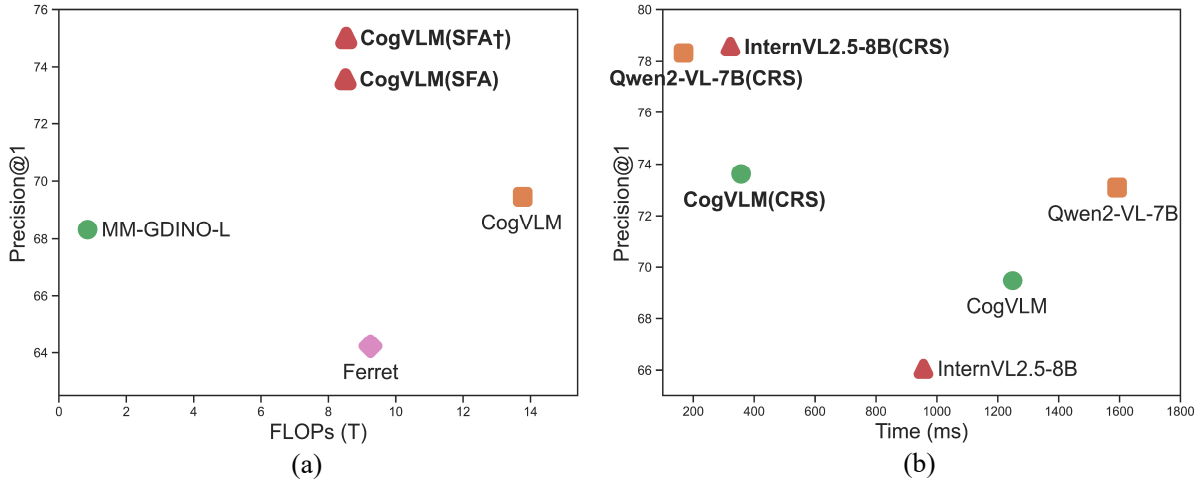 76
74
72
70
68
66
64
Precision@1
CogVLM(SFA†)
CogVLM(SFA)
CogVLM
MM-GDINO-L
Ferret
0 2 4 6 8 10 12 14
FLOPs (T)
(a)
80
78
76
74
72
70
68
66
Precision@1
InternVL2.5-8B(CRS)
Qwen2-VL-7B(CRS)
CogVLM(CRS)
Qwen2-VL-7B
CogVLM
InternVL2.5-8B
200 400 600 800 1000 1200 1400 1600 1800
Time (ms)
(b)